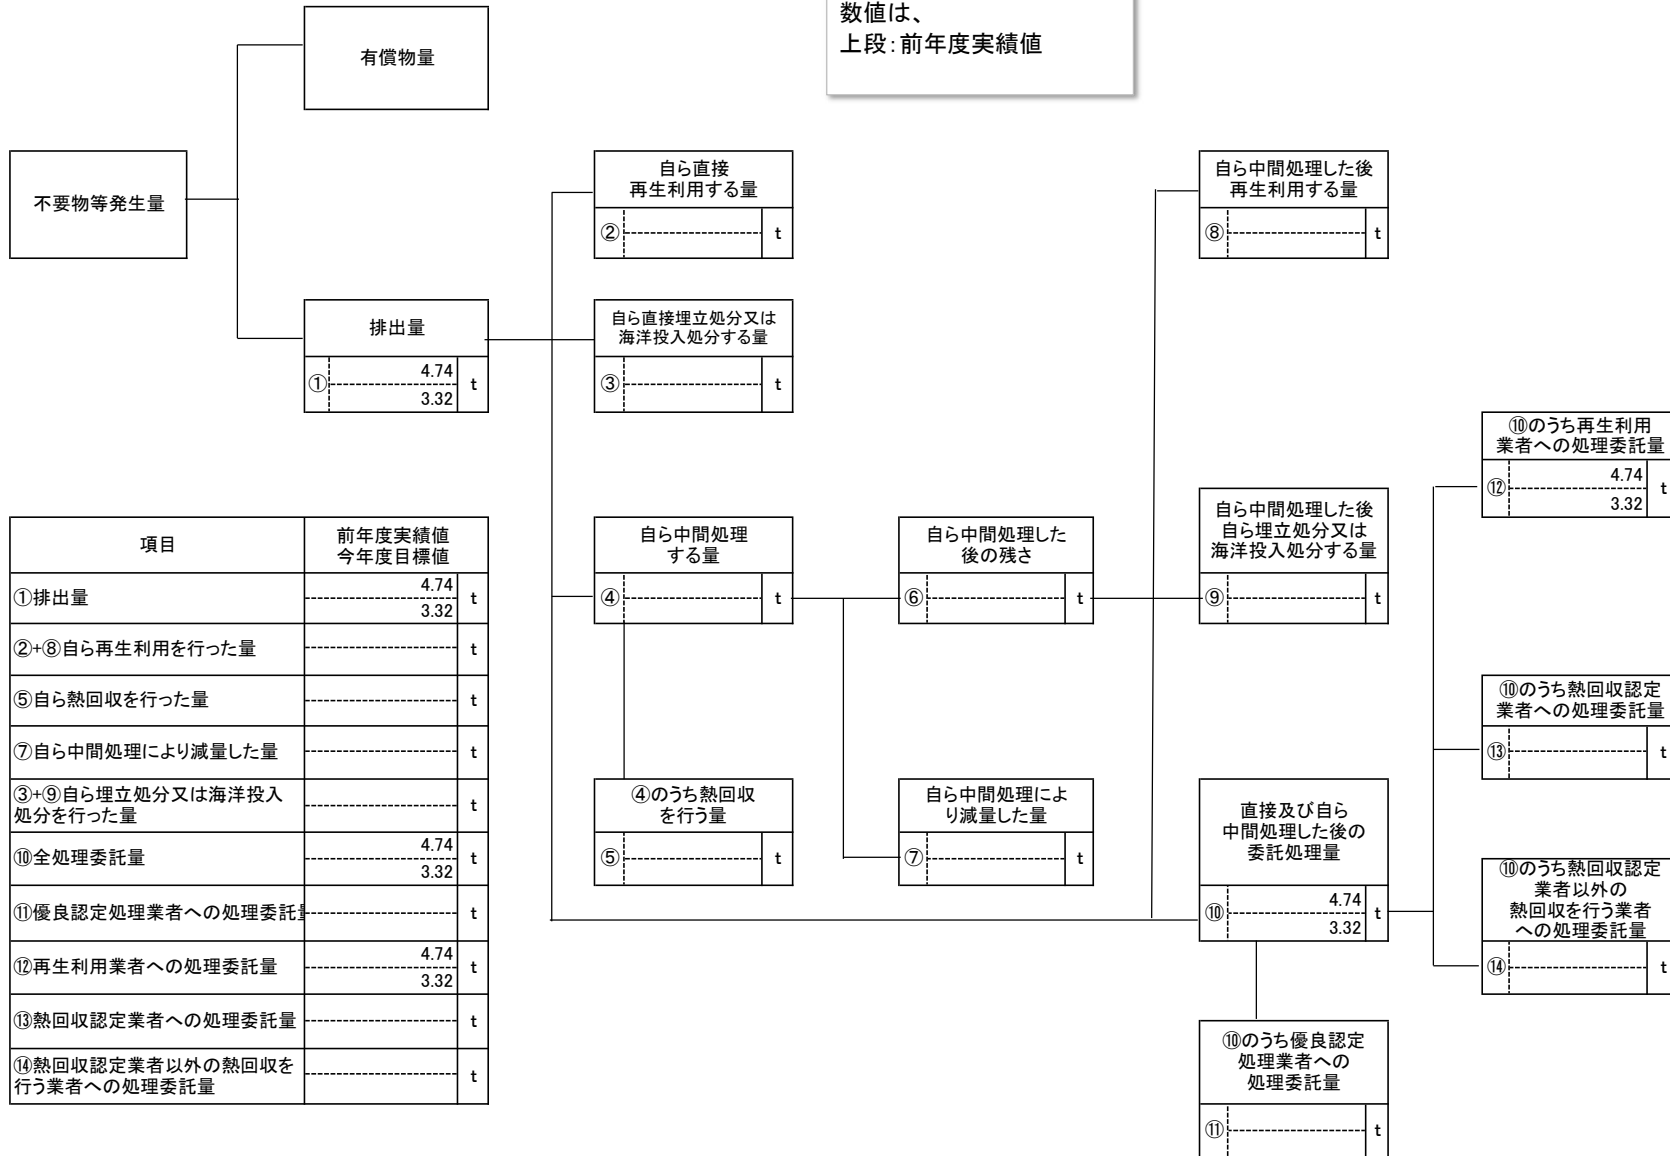 数値は、
上段：前年度実績値
有償物量
不要物等発生量
排出量
① 4.74 t
3.32
自ら直接
再生利用する量
② t
自ら直接埋立処分又は
海洋投入処分する量
③ t
自ら中間処理した後
再生利用する量
⑧ t
⑩のうち再生利用
業者への処理委託量
⑫ 4.74 t
3.32
自ら中間処理
する量
④ t
自ら中間処理した
後の残さ
⑥ t
自ら中間処理した後
自ら埋立処分又は
海洋投入処分する量
⑨ t
⑩のうち熱回収認定
業者への処理委託量
⑬ t
④のうち熱回収
を行う量
⑤ t
自ら中間処理によ
り減量した量
⑦ t
直接及び自ら
中間処理した後の
委託処理量
⑩ 4.74 t
3.32
⑩のうち熱回収認定
業者以外の
熱回収を行う業者
への処理委託量
⑭ t
⑩のうち優良認定
処理業者への
処理委託量
⑪ t
項目 前年度実績値
今年度目標値
①排出量 4.74 t
3.32
②+⑧自ら再生利用を行った量 t
⑤自ら熱回収を行った量 t
⑦自ら中間処理により減量した量 t
③+⑨自ら埋立処分又は海洋投入
処分を行った量 t
⑩全処理委託量 4.74 t
3.32
⑪優良認定処理業者への処理委託 t
⑫再生利用業者への処理委託量 4.74 t
3.32
⑬熱回収認定業者への処理委託量 t
⑭熱回収認定業者以外の熱回収を
行う業者への処理委託量 t